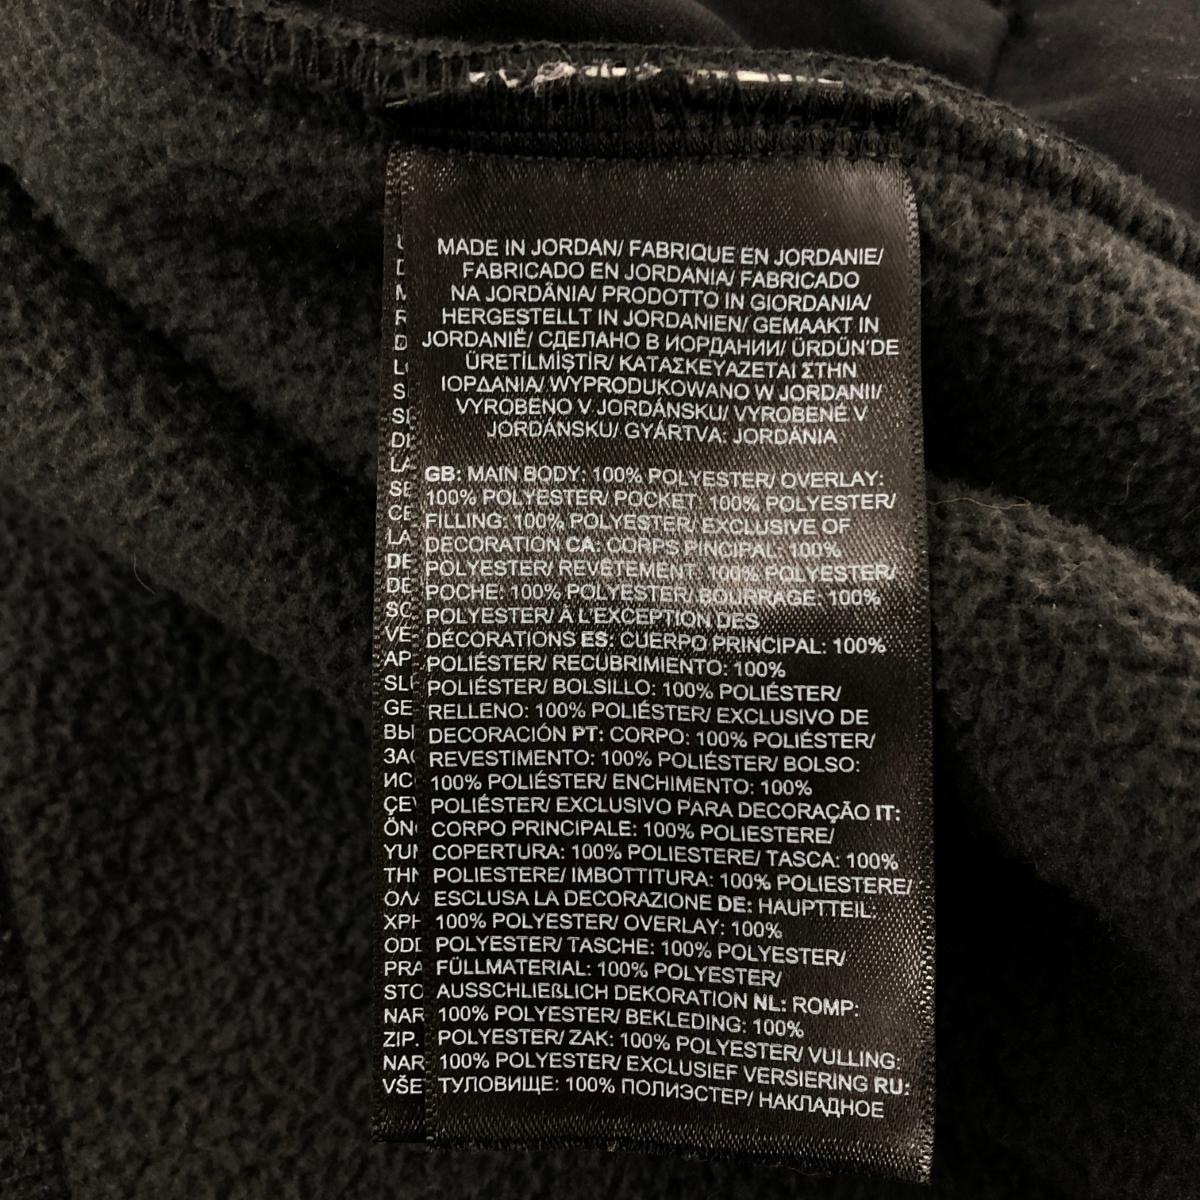 MADE IN JORDAN/ FABRIQUE EN JORDANIE/
FABRICADO EN JORDANIA/ FABRICADO
NA JORDÃNIA/ PRODOTTO IN GIORDANIA/
HERGESTELLT IN JORDANIEN/ GEMAAKT IN
JORDANIË/ СДЕЛАНО В ИОРДАНИИ/ ÜRDÜN'DE
ÜRETİLMİŞTİR/ ΚΑΤΑΣΚΕΥΑΖΕΤΑΙ ΣΤΗΝ
ΙΟΡΔΑΝΙΑ/ WYPRODUKOWANO W JORDANII/
VYROBENO V JORDÁNSKU/ VYROBENÉ V
JORDÁNSKU/ GYÁRTVA: JORDÁNIA
GB: MAIN BODY: 100% POLYESTER/ OVERLAY:
100% POLYESTER/ POCKET: 100% POLYESTER/
FILLING: 100% POLYESTER/ EXCLUSIVE OF
DECORATION CA: CORPS PINCIPAL: 100%
POLYESTER/ REVÊTEMENT: 100% POLYESTER/
POCHE: 100% POLYESTER/ BOURRAGE: 100%
POLYESTER/ À L'EXCEPTION DES
DÉCORATIONS ES: CUERPO PRINCIPAL: 100%
POLIÉSTER/ RECUBRIMIENTO: 100%
POLIÉSTER/ BOLSILLO: 100% POLIÉSTER/
RELLENO: 100% POLIÉSTER/ EXCLUSIVO DE
DECORACIÓN PT: CORPO: 100% POLIÉSTER/
REVESTIMENTO: 100% POLIÉSTER/ BOLSO:
100% POLIÉSTER/ ENCHIMENTO: 100%
POLIÉSTER/ EXCLUSIVO PARA DECORAÇÃO IT:
CORPO PRINCIPALE: 100% POLIESTERE/
COPERTURA: 100% POLIESTERE/ TASCA: 100%
POLIESTERE/ IMBOTTITURA: 100% POLIESTERE/
ESCLUSA LA DECORAZIONE DE: HAUPTTEIL:
100% POLYESTER/ OVERLAY: 100%
POLYESTER/ TASCHE: 100% POLYESTER/
FÜLLMATERIAL: 100% POLYESTER/
AUSSCHLIEßLICH DEKORATION NL: ROMP:
100% POLYESTER/ BEKLEDING: 100%
POLYESTER/ ZAK: 100% POLYESTER/ VULLING:
100% POLYESTER/ EXCLUSIEF VERSIERING RU:
ТУЛОВИЩЕ: 100% ПОЛИЭСТЕР/ НАКЛАДНОЕ